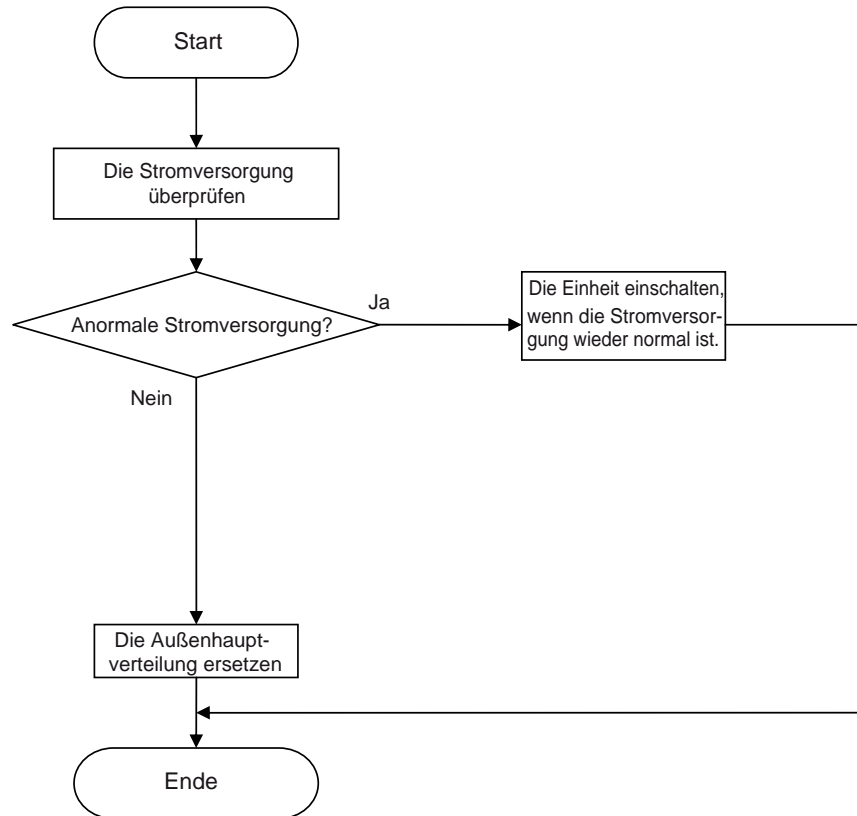 Start
Die Stromversorgung
überprüfen
Anormale Stromversorgung?
Ja
Die Einheit einschalten,
wenn die Stromversor-
gung wieder normal ist.
Nein
Die Außenhaupt-
verteilung ersetzen
Ende